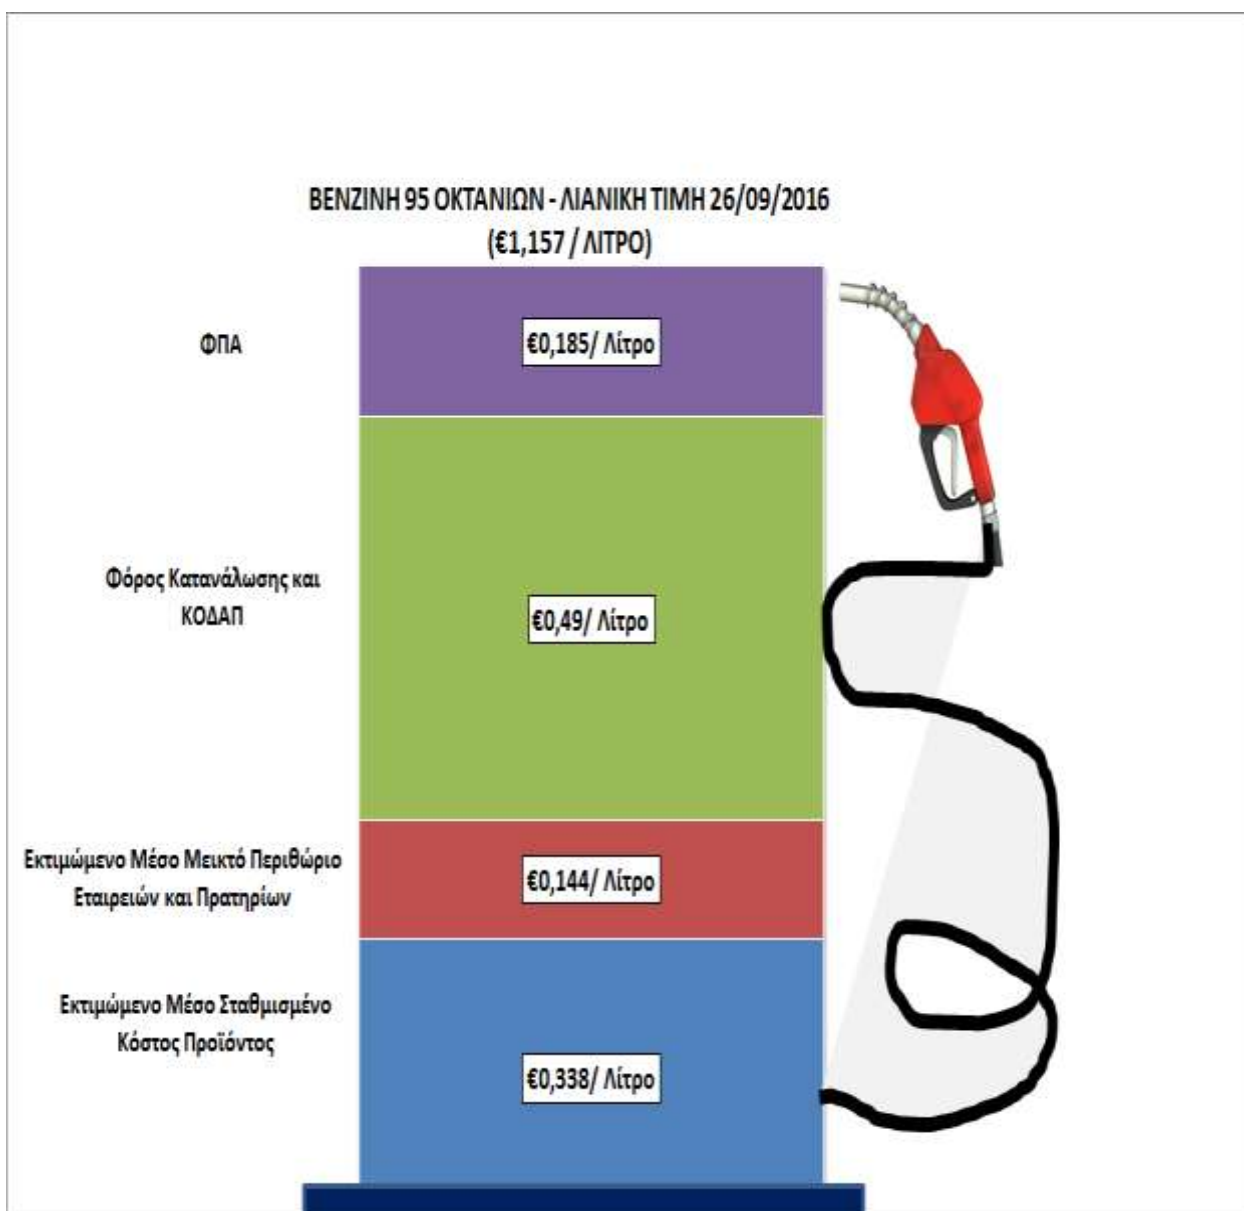 ΒΕΝΖΙΝΗ 95 ΟΚΤΑΝΙΩΝ - ΛΙΑΝΙΚΗ ΤΙΜΗ 26/09/2016
(€1,157 / ΛΙΤΡΟ)
ΦΠΑ
€0,185/ Λίτρο
Φόρος Κατανάλωσης και
ΚΟΔΑΠ
€0,49/ Λίτρο
Εκτιμώμενο Μέσο Μεικτό Περιθώριο
Εταιρειών και Πρατηρίων
€0,144/ Λίτρο
Εκτιμώμενο Μέσο Σταθμισμένο
Κόστος Προϊόντος
€0,338/ Λίτρο